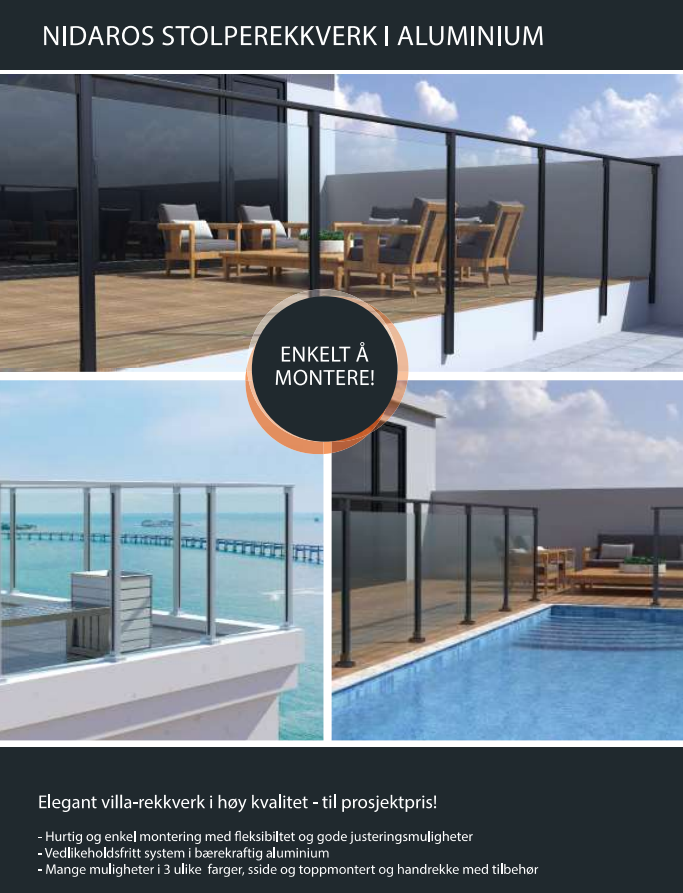 NIDAROS STOLPEREKKVERK I ALUMINIUM
ENKELT Å
MONTERE!
Elegant villa-rekkverk i høy kvalitet - til prosjektpris!
- Hurtig og enkel montering med fleksibiltet og gode justeringsmuligheter
- Vedlikeholdsfritt system i bærekraftig aluminium
- Mange muligheter i 3 ulike farger, sside og toppmontert og handrekke med tilbehør